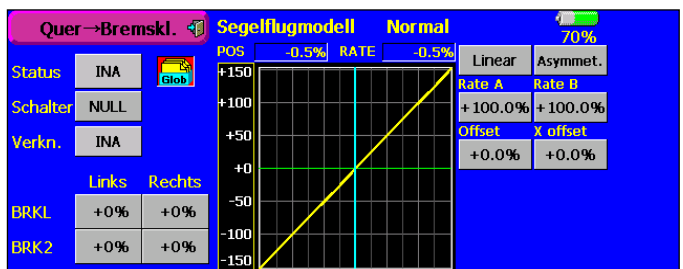 Quer→Bremskl.
Segelflugmodell Normal
70%
POS -0.5% RATE -0.5%
Linear Asymmet.
Status INA Glob
Rate A Rate B
+100.0% +100.0%
Schalter NULL
Offset X offset
+0.0% +0.0%
Verkn. INA
Links Rechts
BRKL +0% +0%
BRK2 +0% +0%
+150
+100
+50
+0
-50
-100
-150